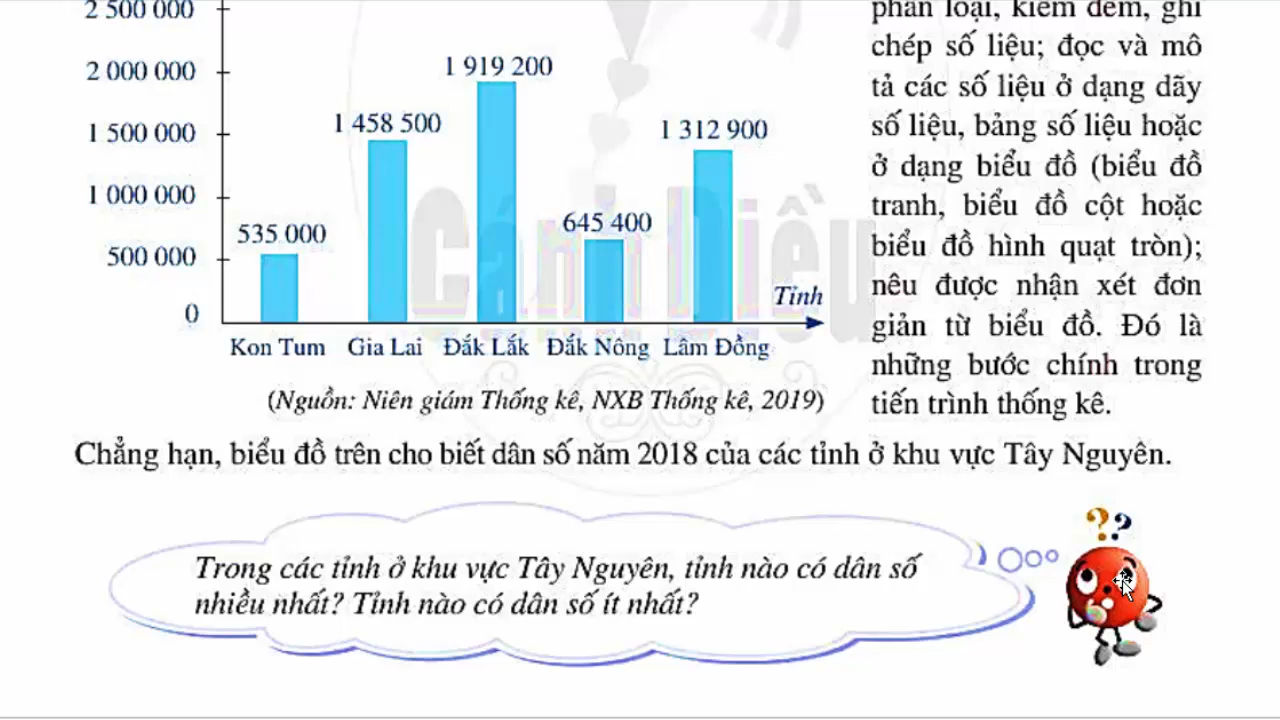 2 500 000
2 000 000
1 500 000
1 000 000
500 000
0
535 000
1 458 500
1 919 200
645 400
1 312 900
Tỉnh
Kon Tum Gia Lai Đắk Lắk Đắk Nông Lâm Đồng
(Nguồn: Niên giám Thống kê, NXB Thống kê, 2019)
phân loại, kiểm đếm, ghi
chép số liệu; đọc và mô
tả các số liệu ở dạng dãy
số liệu, bảng số liệu hoặc
ở dạng biểu đồ (biểu đồ
tranh, biểu đồ cột hoặc
biểu đồ hình quạt tròn);
nêu được nhận xét đơn
giản từ biểu đồ. Đó là
những bước chính trong
tiến trình thống kê.
Chẳng hạn, biểu đồ trên cho biết dân số năm 2018 của các tỉnh ở khu vực Tây Nguyên.
Trong các tỉnh ở khu vực Tây Nguyên, tỉnh nào có dân số
nhiều nhất? Tỉnh nào có dân số ít nhất?
??
Cánh Diều